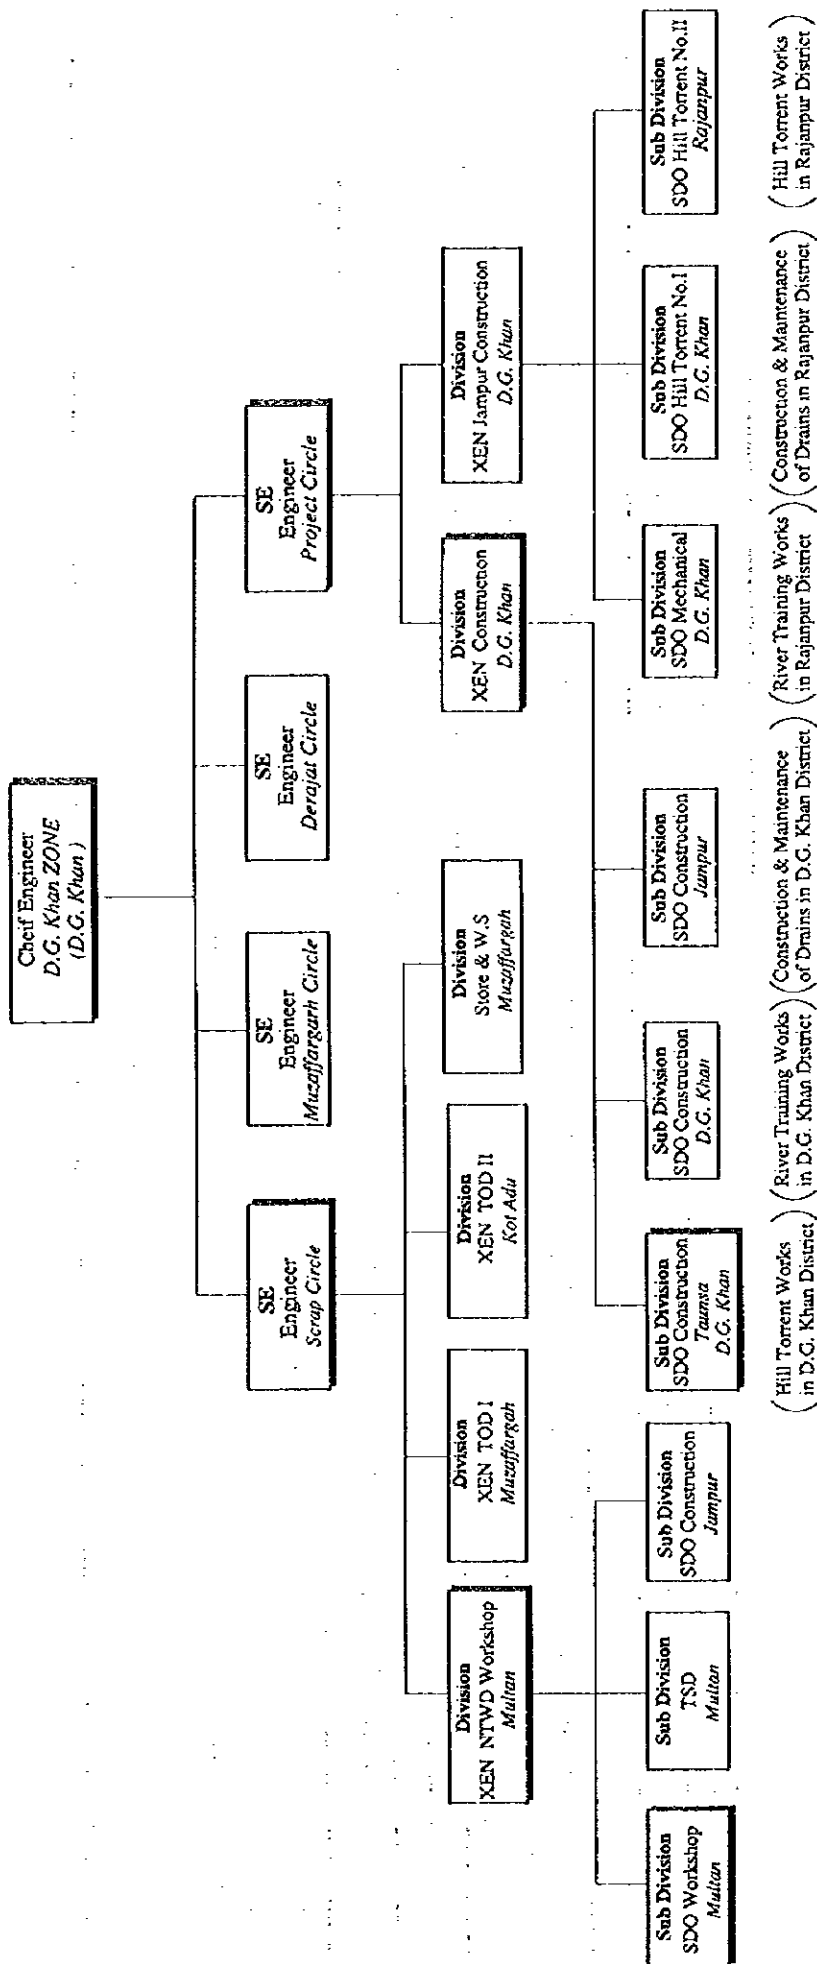 Cheif Engineer
D.G. Khan ZONE
(D.G. Khan )
SE
Engineer
Scrap Circle
SE
Engineer
Muzaffargarh Circle
SE
Engineer
Derajat Circle
SE
Engineer
Project Circle
Division
XEN NTWD Workshop
Multan
Division
XEN TOD I
Muzaffurgah
Division
XEN TOD II
Kot Adu
Division
Store & W.S
Muzaffurgah
Division
XEN Construction
D.G. Khan
Division
XEN Jampur Construction
D.G. Khan
Sub Division
SDO Workshop
Multan
Sub Division
TSD
Multan
Sub Division
SDO Construction
Jumpur
Sub Division
SDO Construction
Taunsa
D.G. Khan
Sub Division
SDO Construction
D.G. Khan
Sub Division
SDO Construction
Jumpur
Sub Division
SDO Mechanical
D.G. Khan
Sub Division
SDO Hill Torrent No.I
D.G. Khan
Sub Division
SDO Hill Torrent No.II
Rajanpur
(Hill Torrent Works
in D.G. Khan District)
(River Training Works
in D.G. Khan District)
(Construction & Maintenance
of Drains in D.G. Khan District)
(River Training Works
in Rajanpur District)
(Construction & Maintenance
of Drains in Rajanpur District)
(Hill Torrent Works
in Rajanpur District)